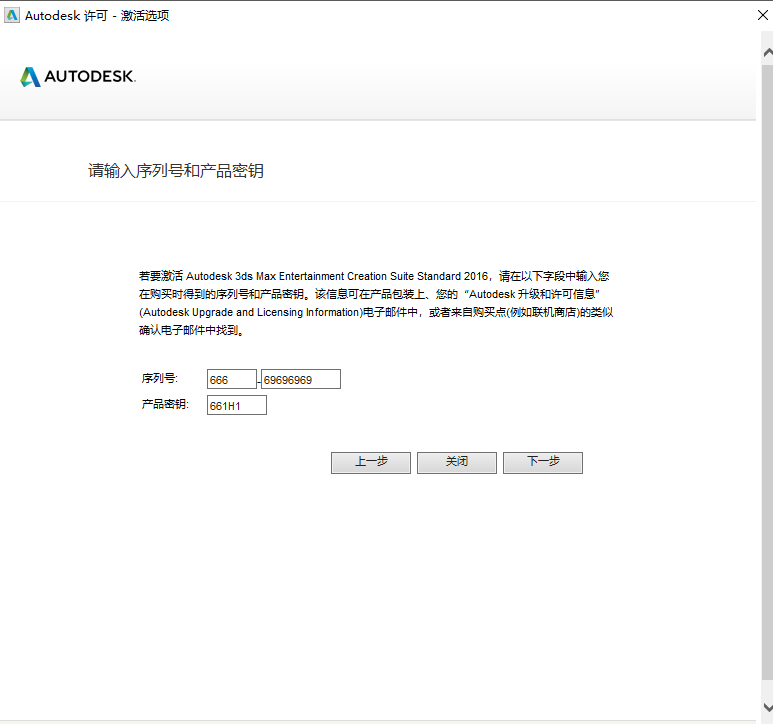 Autodesk 许可 - 激活选项
AUTODESK.
请输入序列号和产品密钥
若要激活 Autodesk 3ds Max Entertainment Creation Suite Standard 2016，请在以下字段中输入您
在购买时得到的序列号和产品密钥。该信息可在产品包装上、您的“Autodesk 升级和许可信息”
(Autodesk Upgrade and Licensing Information)电子邮件中，或者来自购买点(例如联机商店)的类似
确认电子邮件中找到。
序列号: 666 - 69696969
产品密钥: 661H1
上一步 关闭 下一步